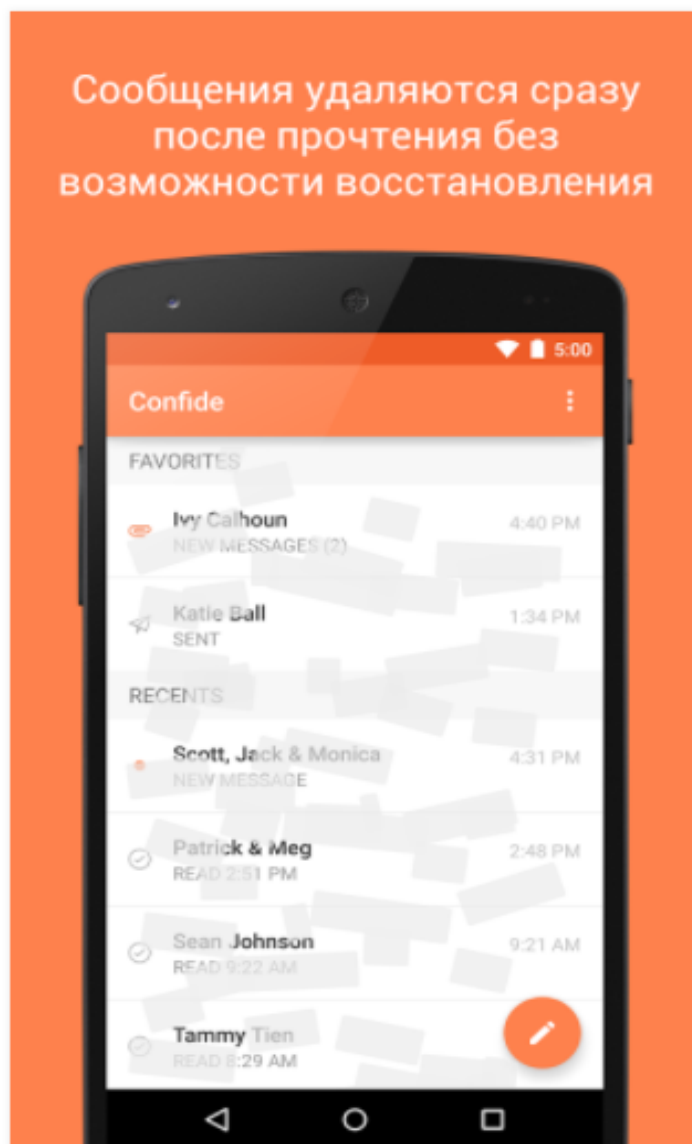 Сообщения удаляются сразу
после прочтения без
возможности восстановления
5:00
Confide
FAVORITES
Ivy Calhoun 4:40 PM
NEW MESSAGES (2)
Katie Ball 1:34 PM
SENT
RECENTS
Scott, Jack & Monica 4:31 PM
NEW MESSAGE
Patrick & Meg 2:48 PM
READ 2:51 PM
Sean Johnson 9:21 AM
READ 9:22 AM
Tammy Tien
READ 8:29 AM